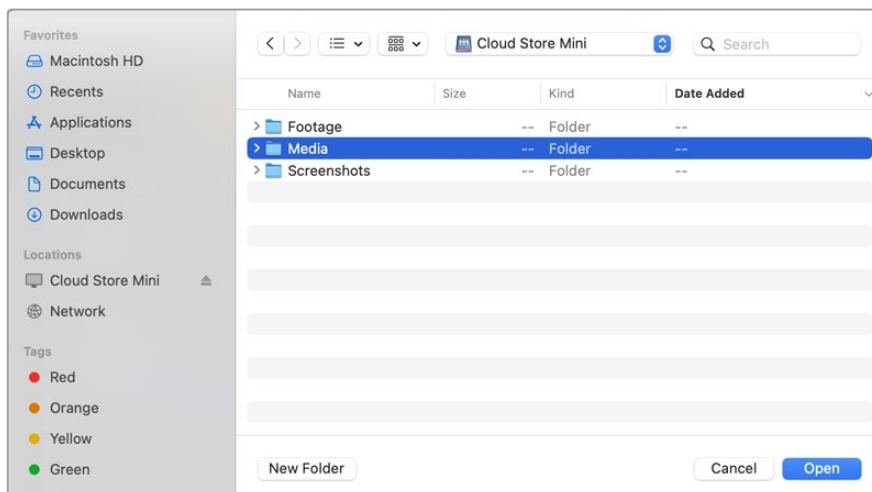 Favorites
Macintosh HD
Recents
Applications
Desktop
Documents
Downloads
Locations
Cloud Store Mini
Network
Tags
Red
Orange
Yellow
Green
Cloud Store Mini
Search
Name Size Kind Date Added
Footage -- Folder --
Media -- Folder --
Screenshots -- Folder --
New Folder Cancel Open